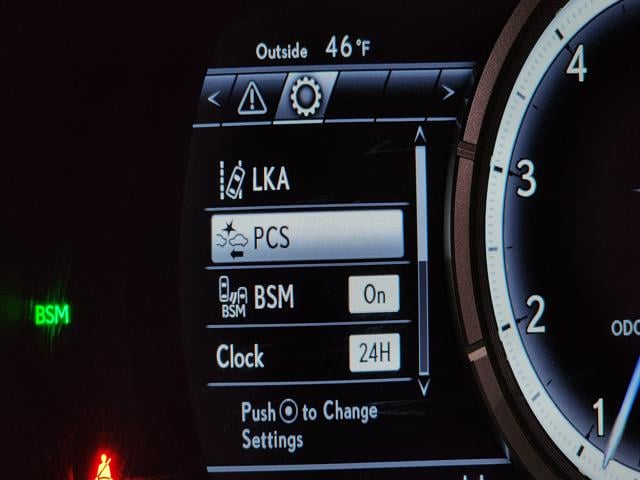 Outside 46°F
LKA
PCS
BSM On
BSM
Clock 24H
Push to Change
Settings
BSM
4
3
2
1
ODO